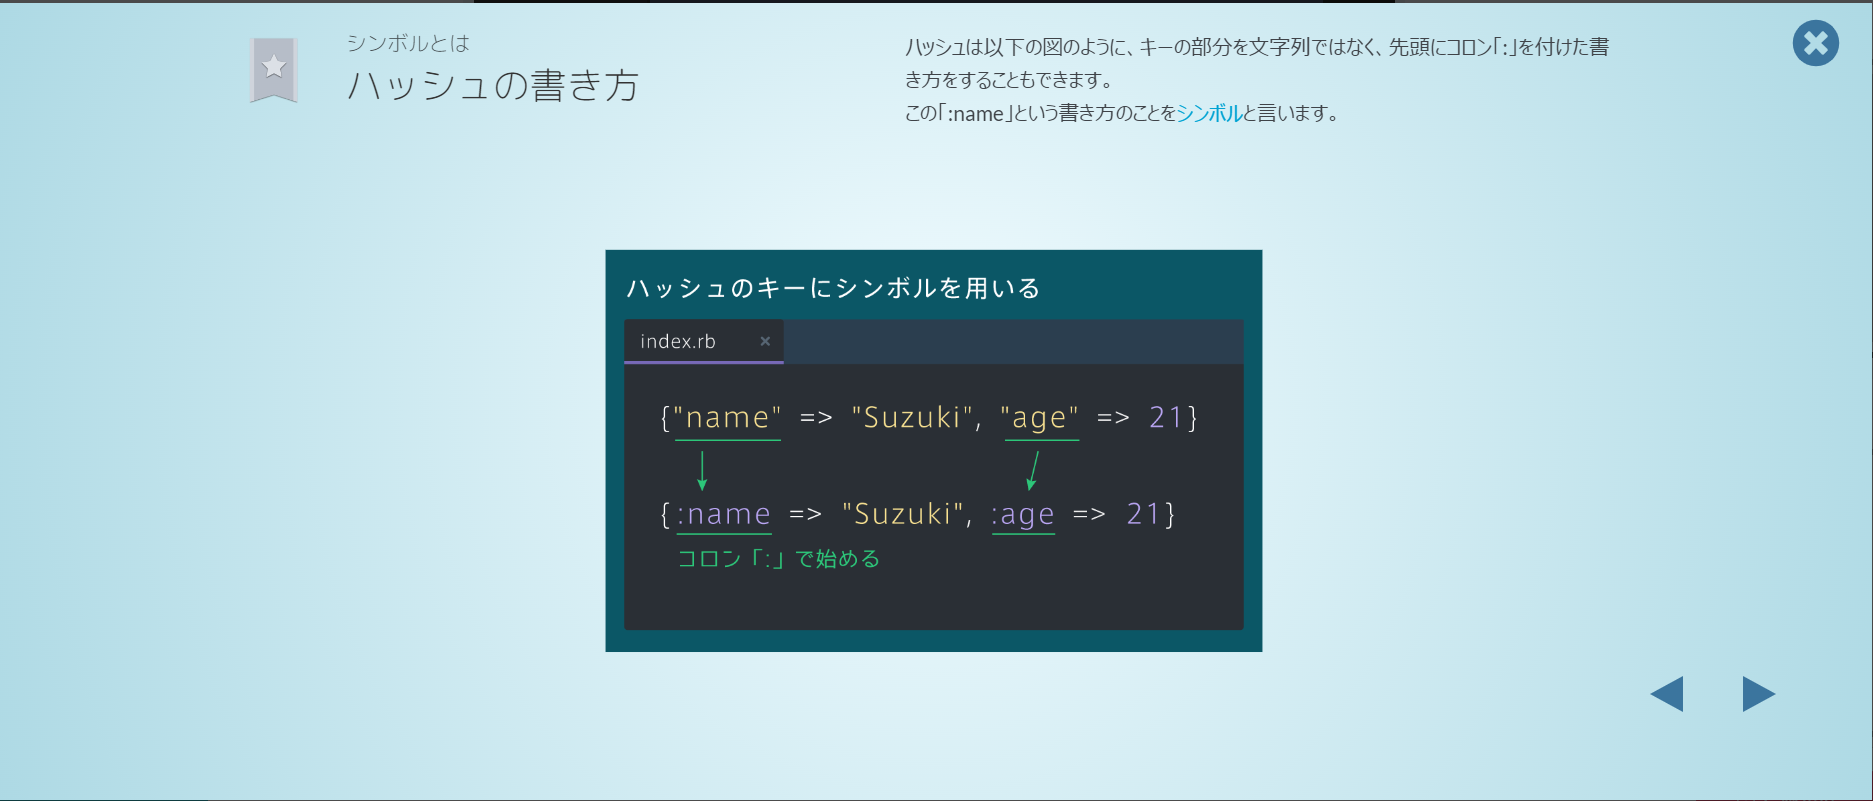 シンボルとは
ハッシュの書き方
ハッシュは以下の図のように、キーの部分を文字列ではなく、先頭にコロン「:」を付けた書
き方をすることもできます。
この「:name」という書き方のことをシンボルと言います。
ハッシュのキーにシンボルを用いる
index.rb ×
{"name" => "Suzuki", "age" => 21}
{:name => "Suzuki", :age => 21}
コロン「:」で始める